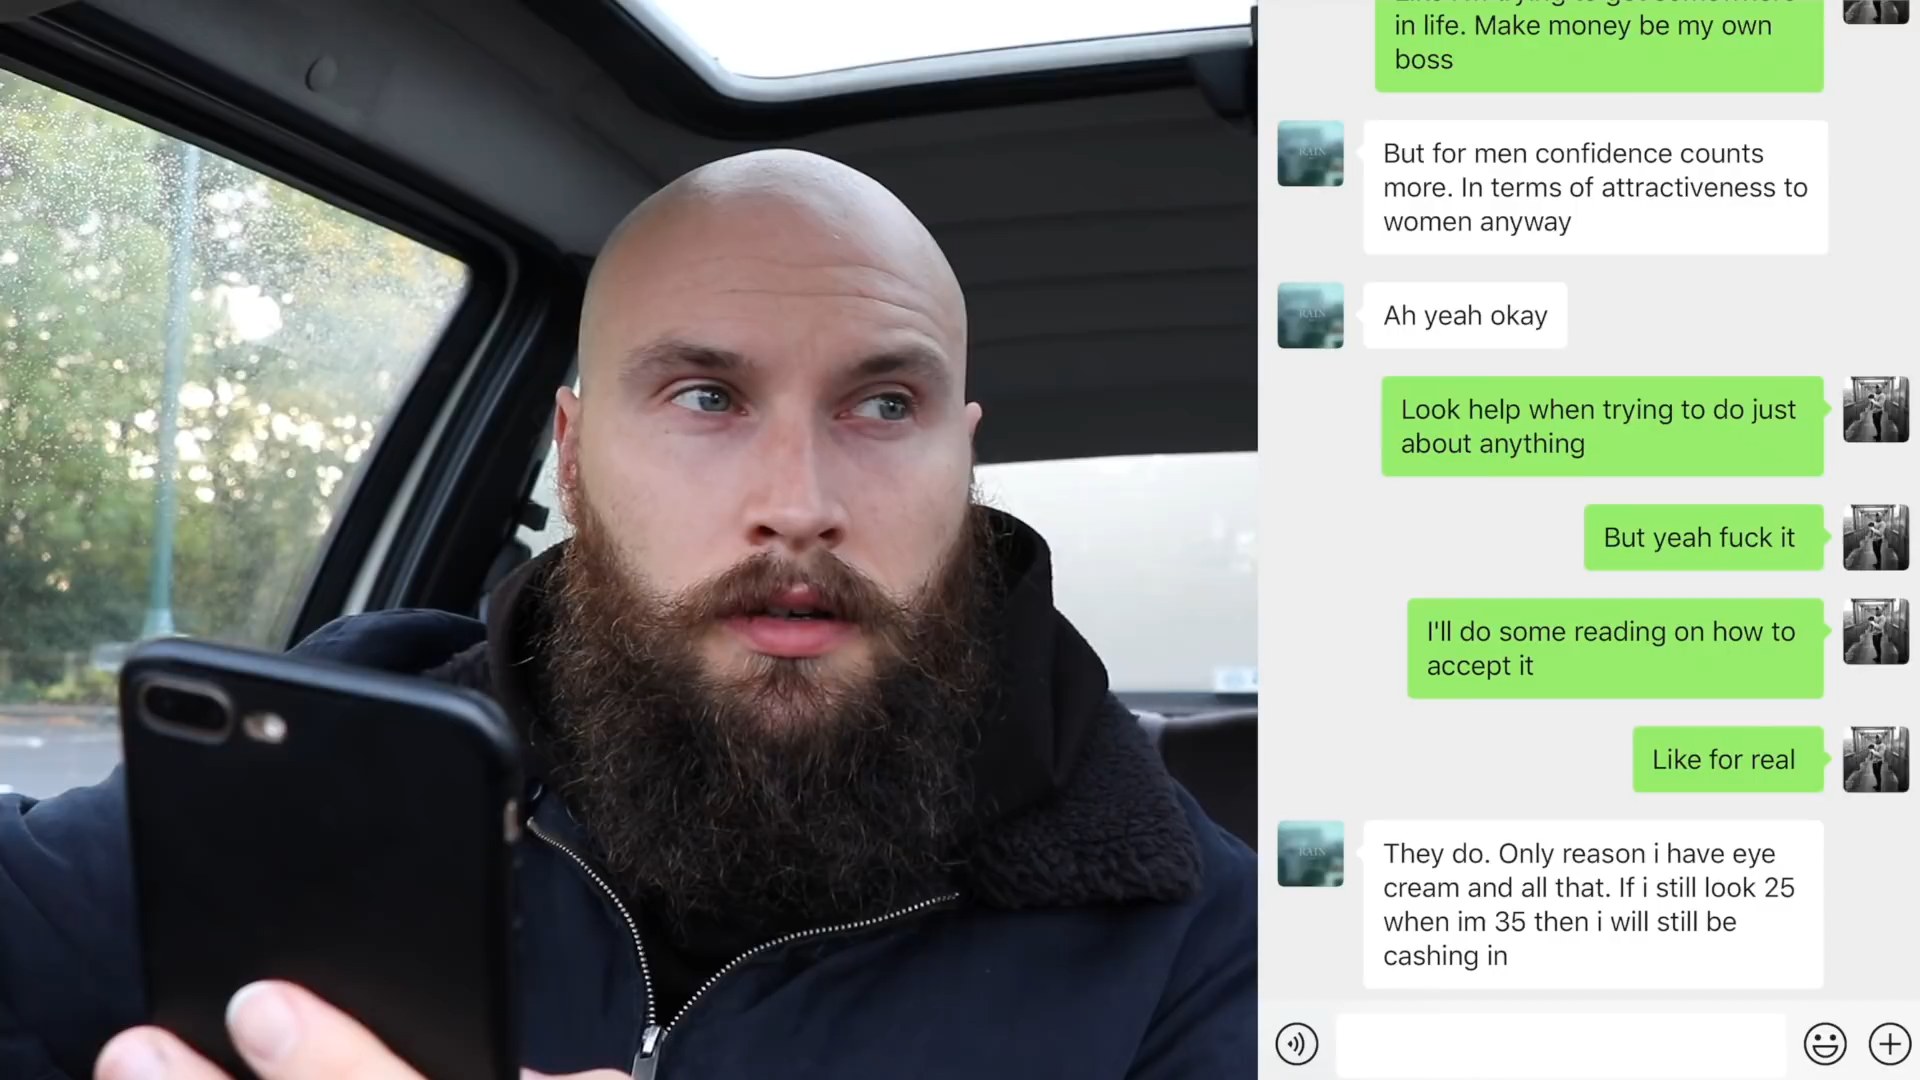 in life. Make money be my own
boss
RAIN
But for men confidence counts
more. In terms of attractiveness to
women anyway
RAIN
Ah yeah okay
Look help when trying to do just
about anything
But yeah fuck it
I'll do some reading on how to
accept it
Like for real
RAIN
They do. Only reason i have eye
cream and all that. If i still look 25
when im 35 then i will still be
cashing in